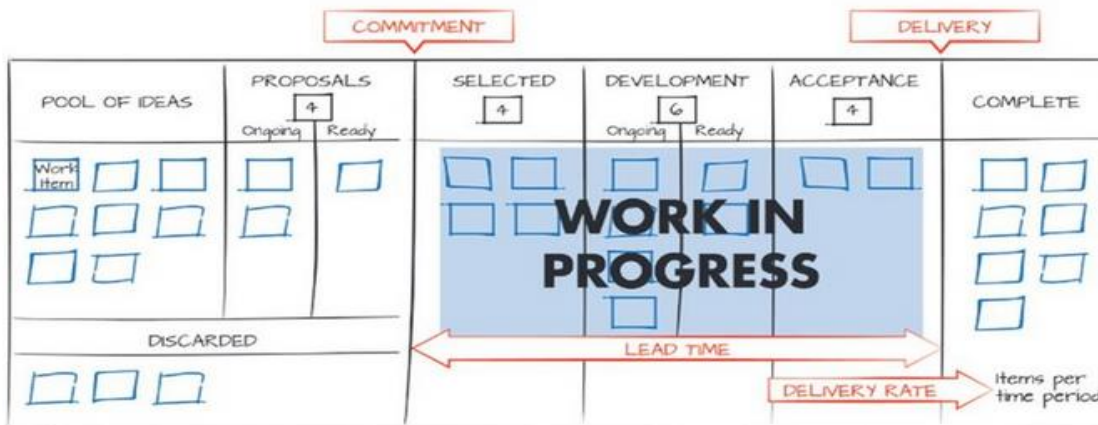 COMMITMENT
DELIVERY
POOL OF IDEAS
PROPOSALS
4
Ongoing Ready
SELECTED
4
DEVELOPMENT
6
Ongoing Ready
ACCEPTANCE
4
COMPLETE
Work
Item
WORK IN
PROGRESS
DISCARDED
LEAD TIME
DELIVERY RATE
Items per
time period